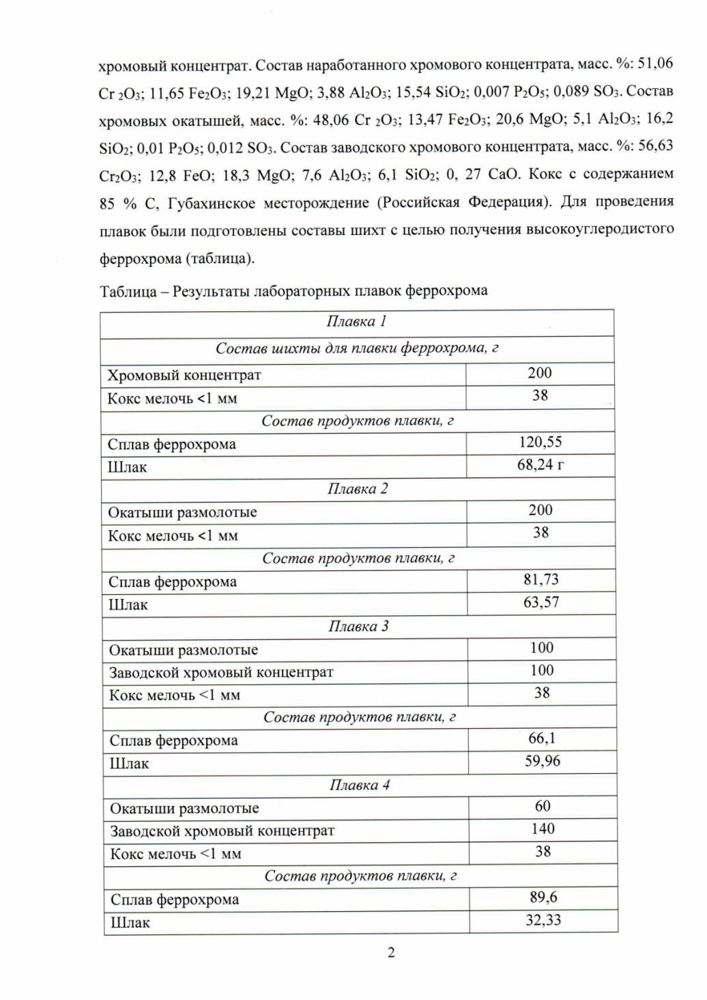 хромовый концентрат. Состав наработанного хромового концентрата, масс. %: 51,06
Cr 2O3; 11,65 Fe2O3; 19,21 MgO; 3,88 Al2O3; 15,54 SiO2; 0,007 P2O5; 0,089 SO3. Состав
хромовых окатышей, масс. %: 48,06 Cr 2O3; 13,47 Fe2O3; 20,6 MgO; 5,1 Al2O3; 16,2
SiO2; 0,01 P2O5; 0,012 SO3. Состав заводского хромового концентрата, масс. %: 56,63
Cr2O3; 12,8 FeO; 18,3 MgO; 7,6 Al2O3; 6,1 SiO2; 0, 27 CaO. Кокс с содержанием
85 % С, Губахинское месторождение (Российская Федерация). Для проведения
плавок были подготовлены составы шихт с целью получения высокоуглеродистого
феррохрома (таблица).
Таблица – Результаты лабораторных плавок феррохрома
Плавка 1
Состав шихты для плавки феррохрома, г
Хромовый концентрат 200
Кокс мелочь <1 мм 38
Состав продуктов плавки, г
Сплав феррохрома 120,55
Шлак 68,24 г
Плавка 2
Окатыши размолотые 200
Кокс мелочь <1 мм 38
Состав продуктов плавки, г
Сплав феррохрома 81,73
Шлак 63,57
Плавка 3
Окатыши размолотые 100
Заводской хромовый концентрат 100
Кокс мелочь <1 мм 38
Состав продуктов плавки, г
Сплав феррохрома 66,1
Шлак 59,96
Плавка 4
Окатыши размолотые 60
Заводской хромовый концентрат 140
Кокс мелочь <1 мм 38
Состав продуктов плавки, г
Сплав феррохрома 89,6
Шлак 32,33
2